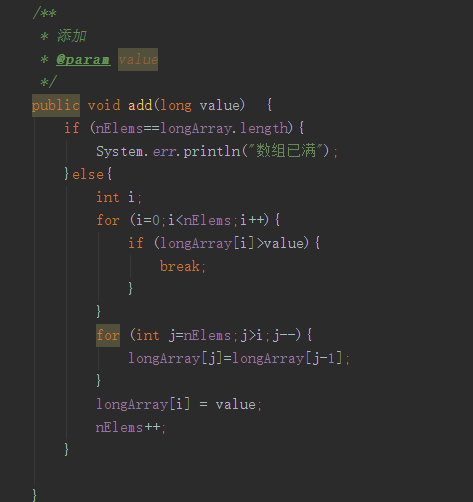 /**
 * 添加
 * @param value
 */
public void add(long value)  {
    if (nElems==longArray.length){
        System.err.println("数组已满");
    }else{
        int i;
        for (i=0;i<nElems;i++){
            if (longArray[i]>value){
                break;
            }
        }
        for (int j=nElems;j>i;j--){
            longArray[j]=longArray[j-1];
        }
        longArray[i] = value;
        nElems++;
    }
}